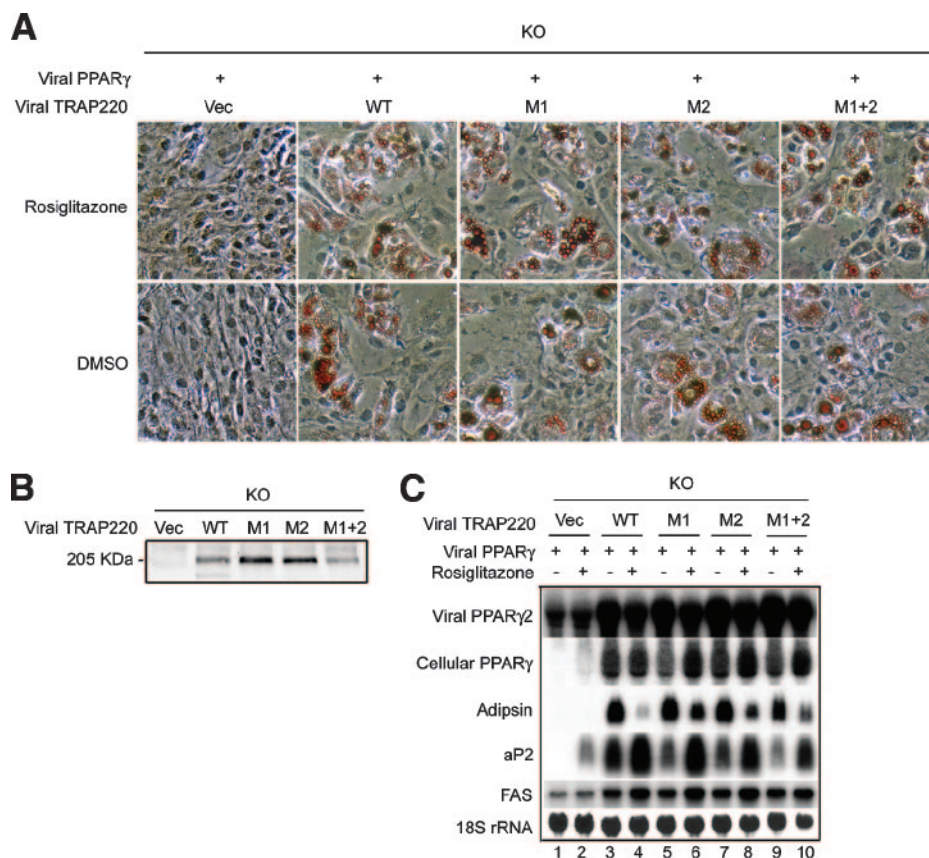 A
KO
Viral PPARγ + + + + +
Viral TRAP220 Vec WT M1 M2 M1+2
Rosiglitazone
DMSO
B
KO
Viral TRAP220 Vec WT M1 M2 M1+2
205 KDa -
C
KO
Viral TRAP220 Vec WT M1 M2 M1+2
Viral PPARγ + + + + + + + + + +
Rosiglitazone - + - + - + - + - +
Viral PPARγ2
Cellular PPARγ
Adipsin
aP2
FAS
18S rRNA
1 2 3 4 5 6 7 8 9 10